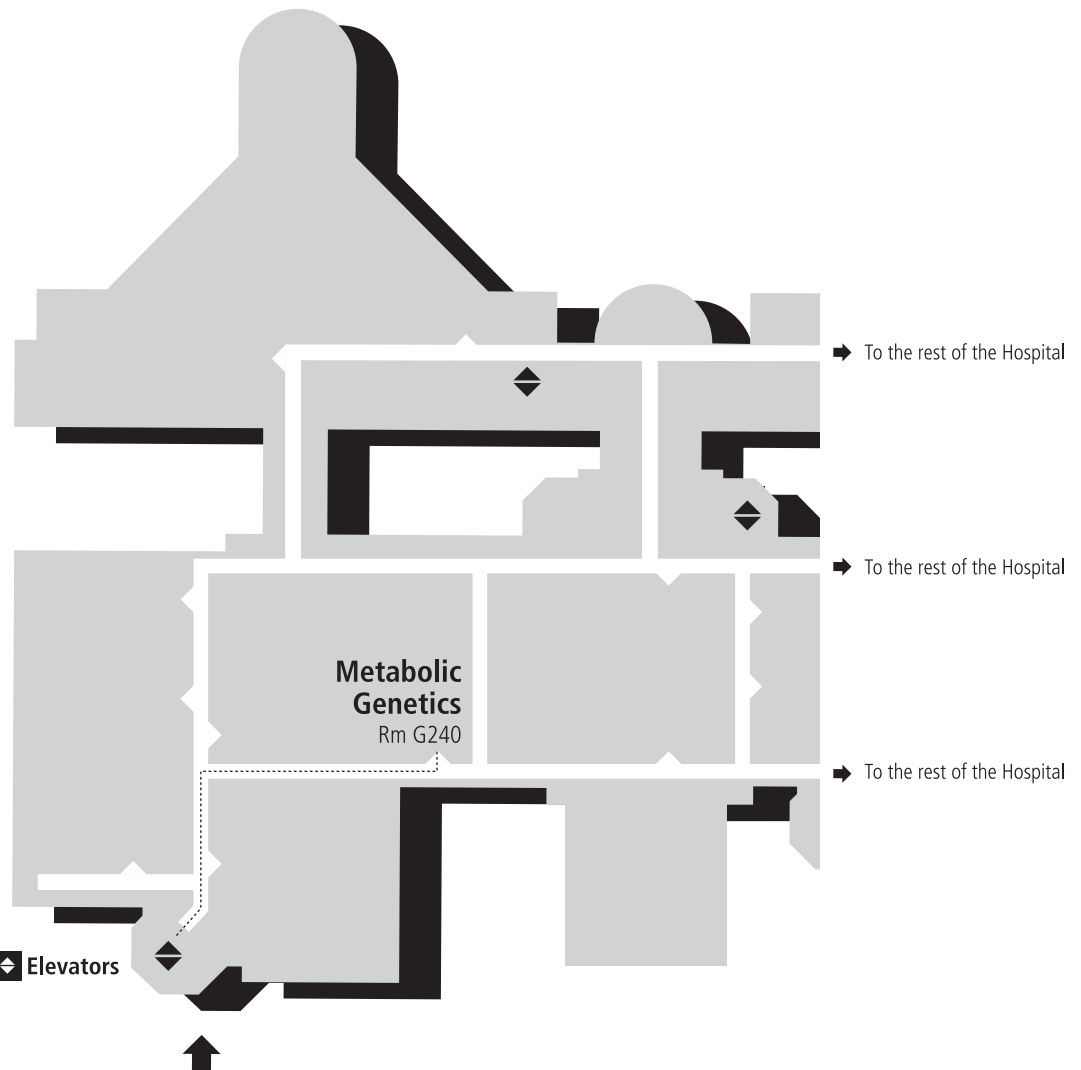 To the rest of the Hospital
To the rest of the Hospital
Metabolic
Genetics
Rm G240
To the rest of the Hospital
Elevators